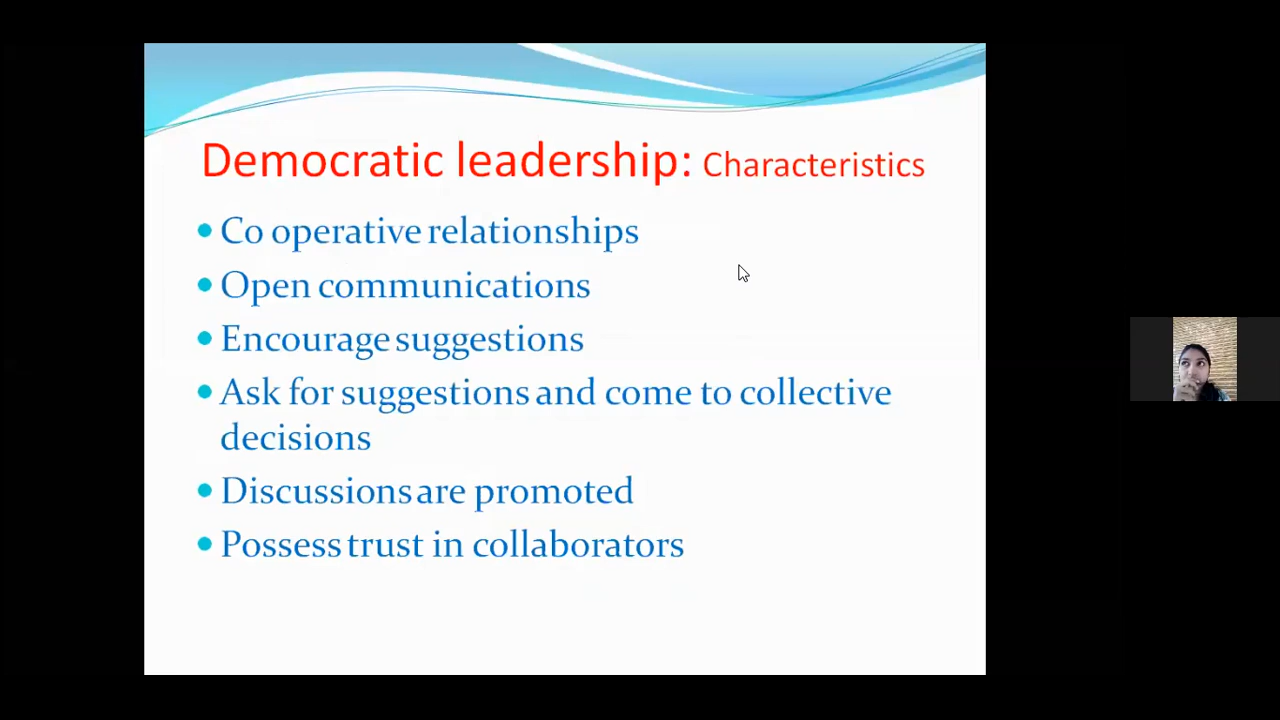 Democratic leadership: Characteristics
• Co operative relationships
• Open communications
• Encourage suggestions
• Ask for suggestions and come to collective
decisions
• Discussions are promoted
• Possess trust in collaborators